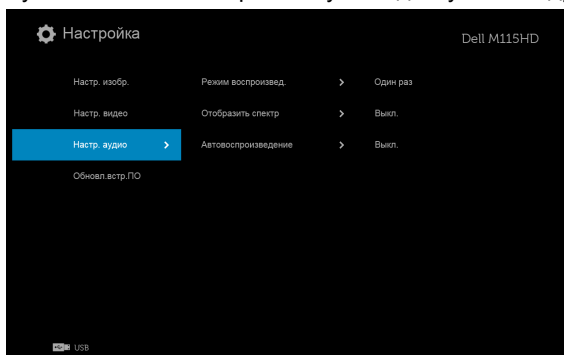 Настройка
Dell M115HD
Настр. изобр.
Режим воспроизвед.
Один раз
Настр. видео
Отобразить спектр
Выкл.
Настр. аудио
Автовоспроизведение
Выкл.
Обновл.встр.ПО
USB